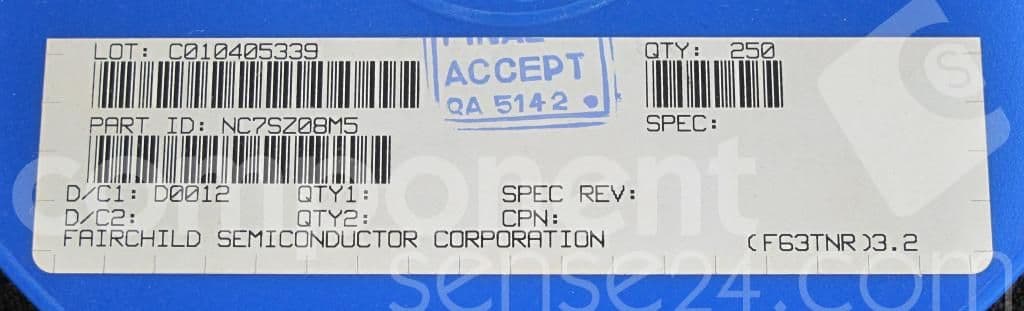 LOT: C010405339
FINAL
ACCEPT
QA 5142
QTY: 250
PART ID: NC7SZ08M5
SPEC:
D/C1: D0012 QTY1: SPEC REV:
D/C2: QTY2: CPN:
FAIRCHILD SEMICONDUCTOR CORPORATION (F63TNR)3.2
component
sense24.com
cs